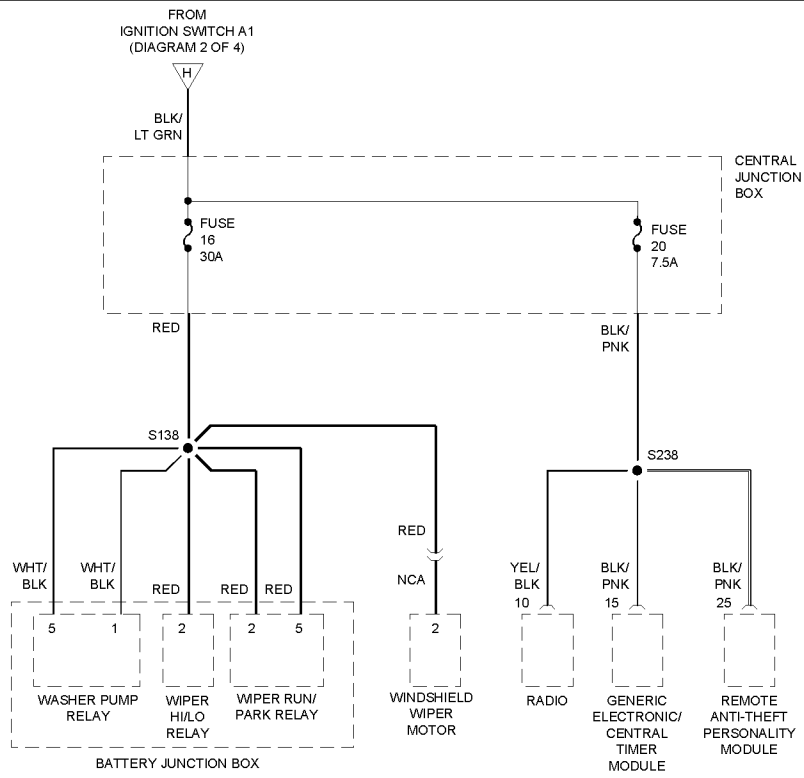 FROM
IGNITION SWITCH A1
(DIAGRAM 2 OF 4)
H
BLK/
LT GRN
CENTRAL
JUNCTION
BOX
FUSE
16
30A
FUSE
20
7.5A
RED
BLK/
PNK
S138
S238
RED
NCA
WHT/
BLK
WHT/
BLK
RED
RED
RED
YEL/
BLK
10
BLK/
PNK
15
BLK/
PNK
25
5
1
2
2
5
2
WASHER PUMP
RELAY
WIPER
HI/LO
RELAY
WIPER RUN/
PARK RELAY
WINDSHIELD
WIPER
MOTOR
RADIO
GENERIC
ELECTRONIC/
CENTRAL
TIMER
MODULE
REMOTE
ANTI-THEFT
PERSONALITY
MODULE
BATTERY JUNCTION BOX